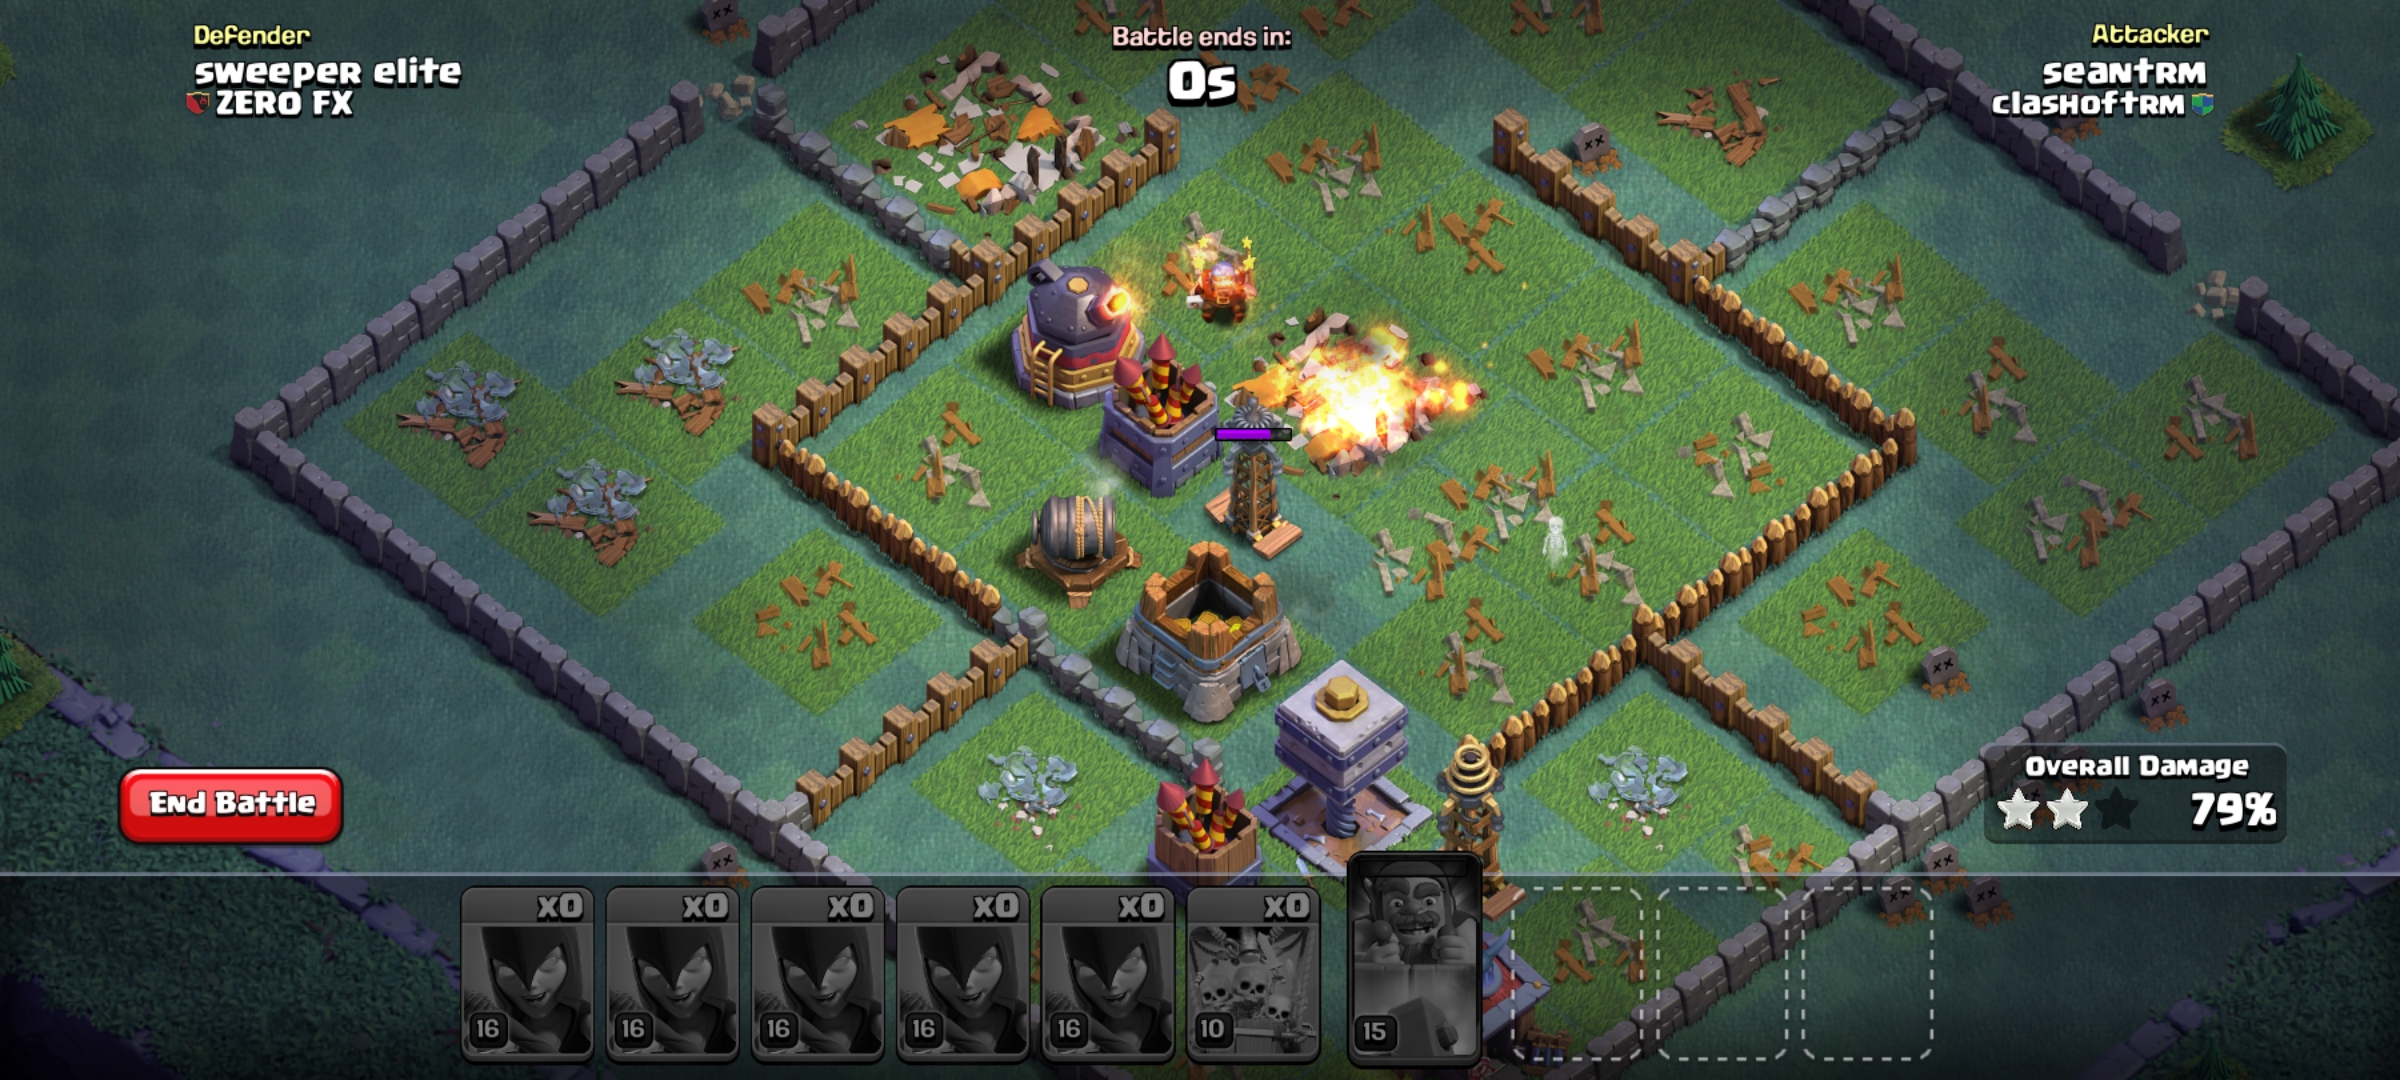 Defender
sweeper elite
ZERO FX
Battle ends in:
0s
Attacker
seantRM
clashoftRM
End Battle
Overall Damage
79%
x0
x0
x0
x0
x0
x0
16
16
16
16
16
10
15